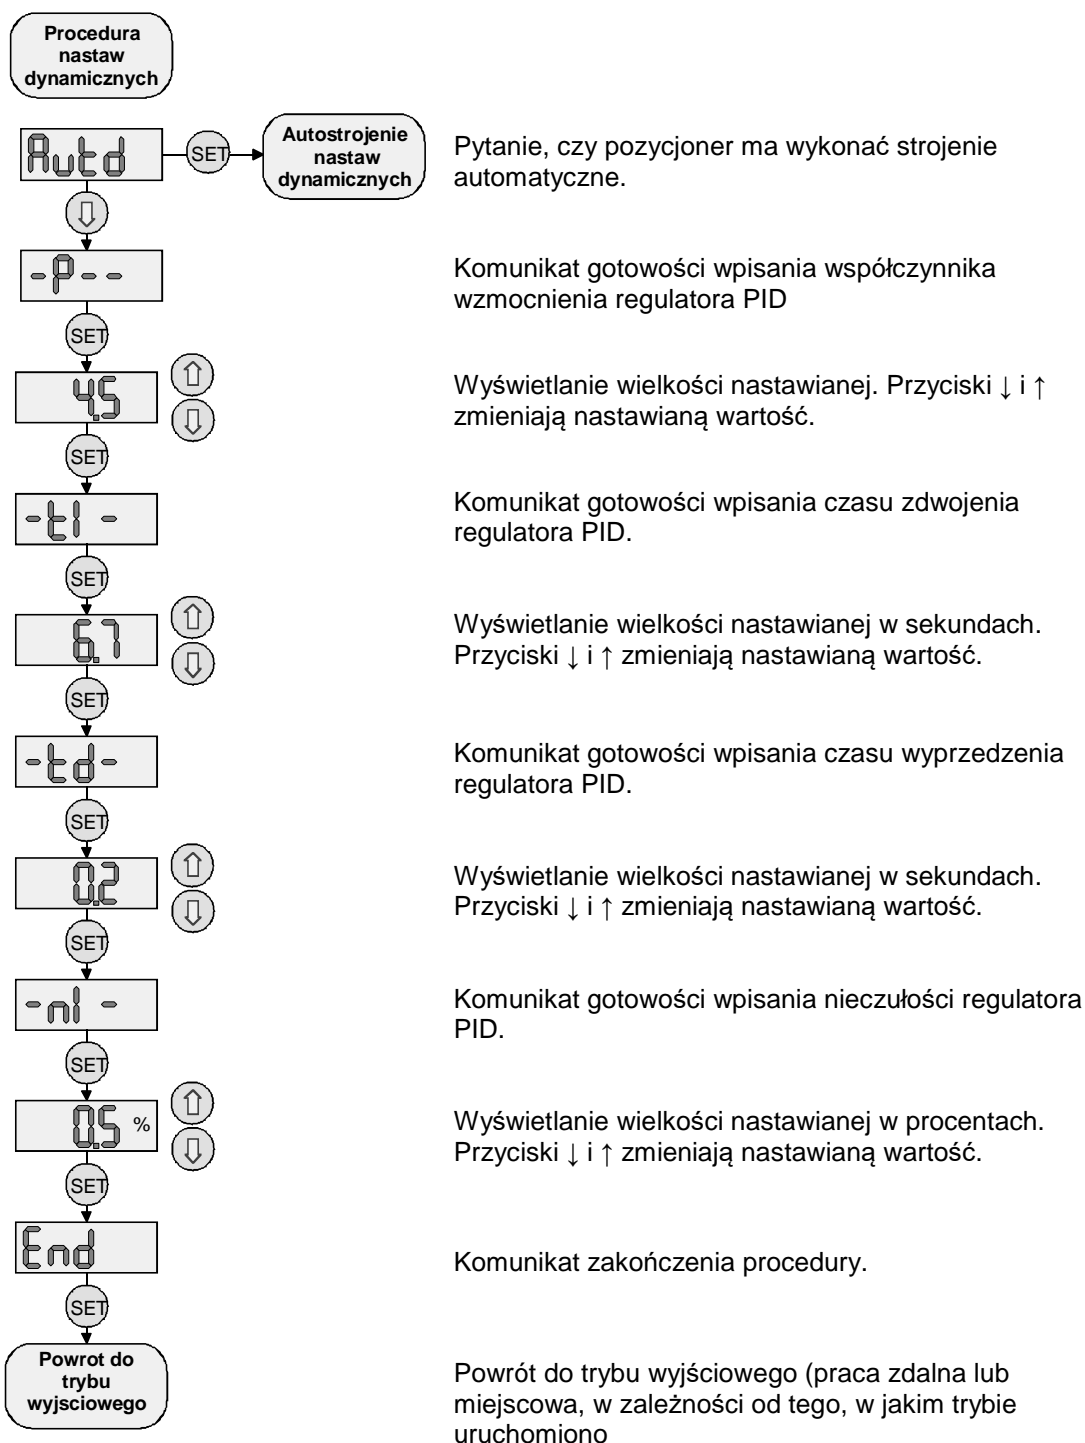 Procedura
nastaw
dynamicznych
Autd
SET
Autostrojenie
nastaw
dynamicznych
Pytanie, czy pozycjoner ma wykonać strojenie
automatyczne.
⇩
-P--
Komunikat gotowości wpisania współczynnika
wzmocnienia regulatora PID
SET
4.5
⇧
⇩
Wyświetlanie wielkości nastawianej. Przyciski ↓ i ↑
zmieniają nastawianą wartość.
SET
-tI -
Komunikat gotowości wpisania czasu zdwojenia
regulatora PID.
SET
6.7
⇧
⇩
Wyświetlanie wielkości nastawianej w sekundach.
Przyciski ↓ i ↑ zmieniają nastawianą wartość.
SET
-td-
Komunikat gotowości wpisania czasu wyprzedzenia
regulatora PID.
SET
0.2
⇧
⇩
Wyświetlanie wielkości nastawianej w sekundach.
Przyciski ↓ i ↑ zmieniają nastawianą wartość.
SET
-nI -
Komunikat gotowości wpisania nieczułości regulatora
PID.
SET
0.5 %
⇧
⇩
Wyświetlanie wielkości nastawianej w procentach.
Przyciski ↓ i ↑ zmieniają nastawianą wartość.
SET
End
Komunikat zakończenia procedury.
SET
Powrot do
trybu
wyjsciowego
Powrót do trybu wyjściowego (praca zdalna lub
miejscowa, w zależności od tego, w jakim trybie
uruchomiono